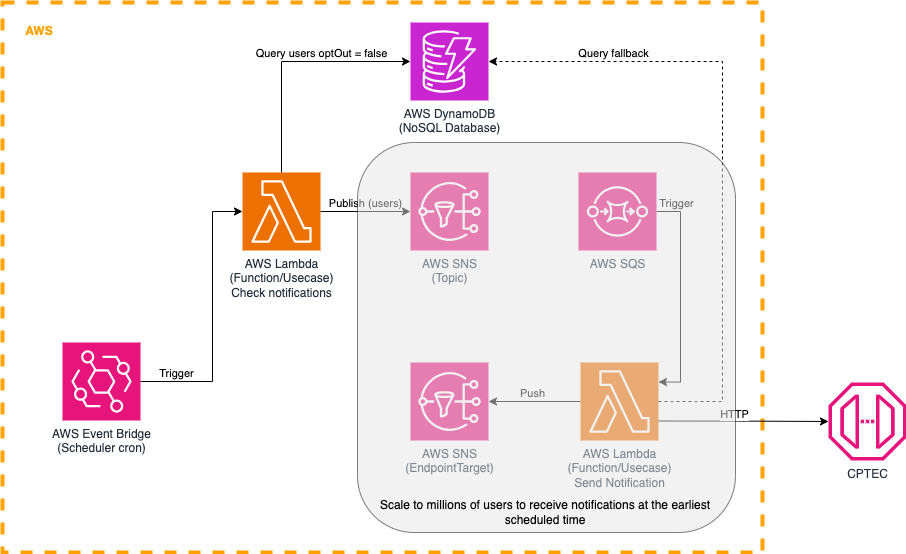 AWS
Query users optOut = false
Query fallback
AWS DynamoDB
(NoSQL Database)
Publish (users)
Trigger
AWS Lambda
(Function/Usecase)
Check notifications
AWS SNS
(Topic)
AWS SQS
Trigger
Push
HTTP
AWS Event Bridge
(Scheduler cron)
AWS SNS
(EndpointTarget)
AWS Lambda
(Function/Usecase)
Send Notification
CPTEC
Scale to millions of users to receive notifications at the earliest
scheduled time